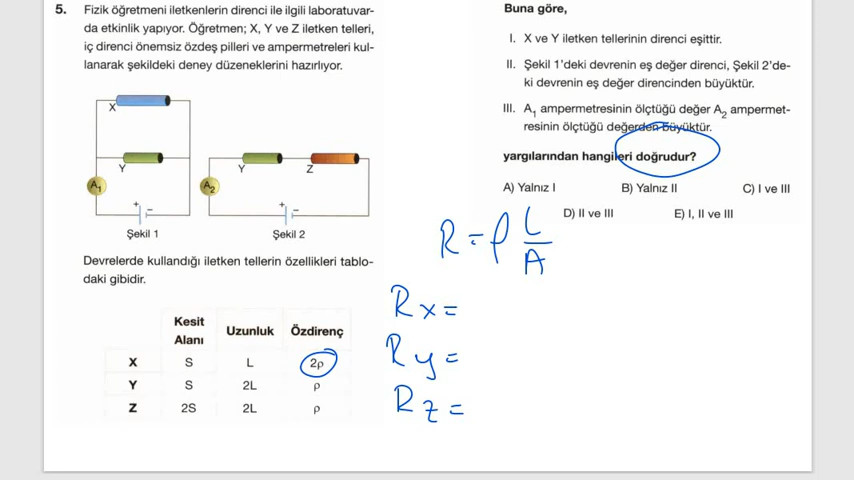 5. Fizik öğretmeni iletkenlerin direnci ile ilgili laboratuvar-
da etkinlik yapıyor. Öğretmen; X, Y ve Z iletken telleri,
iç direnci önemsiz özdeş pilleri ve ampermetreleri kul-
lanarak şekildeki deney düzeneklerini hazırlıyor.
X
Y
A1
+ -
Şekil 1
Y Z
A2
+ -
Şekil 2
Devrelerde kullandığı iletken tellerin özellikleri tablo-
daki gibidir.
Kesit
Alanı Uzunluk Özdirenç
X S L 2ρ
Y S 2L ρ
Z 2S 2L ρ
Buna göre,
I. X ve Y iletken tellerinin direnci eşittir.
II. Şekil 1'deki devrenin eş değer direnci, Şekil 2'de-
ki devrenin eş değer direncinden büyüktür.
III. A1 ampermetresinin ölçtüğü değer A2 ampermet-
resinin ölçtüğü değerden büyüktür.
yargılarından hangileri doğrudur?
A) Yalnız I B) Yalnız II C) I ve III
D) II ve III E) I, II ve III
R = ρ L/A
Rx =
Ry =
Rz =